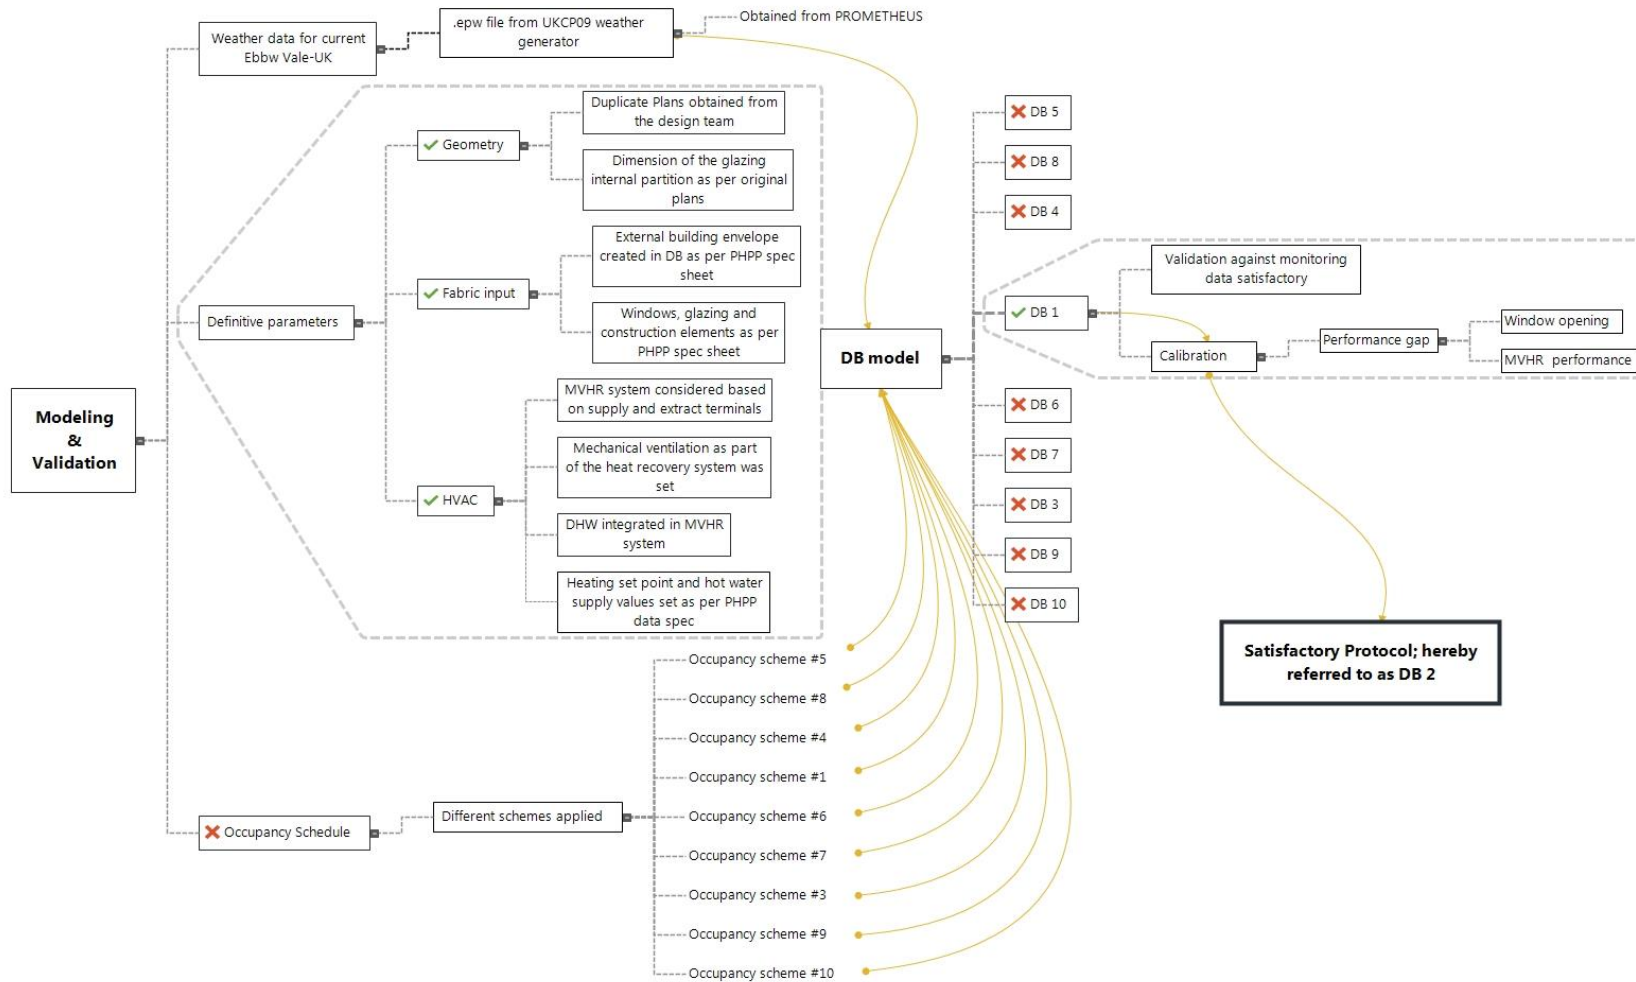 Modeling
&
Validation
Weather data for current
Ebbw Vale-UK
.epw file from UKCP09 weather
generator
Obtained from PROMETHEUS
Definitive parameters
Geometry
Duplicate Plans obtained from
the design team
Dimension of the glazing
internal partition as per original
plans
Fabric input
External building envelope
created in DB as per PHPP spec
sheet
Windows, glazing and
construction elements as per
PHPP spec sheet
HVAC
MVHR system considered based
on supply and extract terminals
Mechanical ventilation as part
of the heat recovery system was
set
DHW integrated in MVHR
system
Heating set point and hot water
supply values set as per PHPP
data spec
Occupancy Schedule
Different schemes applied
Occupancy scheme #5
Occupancy scheme #8
Occupancy scheme #4
Occupancy scheme #1
Occupancy scheme #6
Occupancy scheme #7
Occupancy scheme #3
Occupancy scheme #9
Occupancy scheme #10
DB model
DB 5
DB 8
DB 4
DB 1
Validation against monitoring
data satisfactory
Calibration
Performance gap
Window opening
MVHR performance
DB 6
DB 7
DB 3
DB 9
DB 10
Satisfactory Protocol; hereby
referred to as DB 2